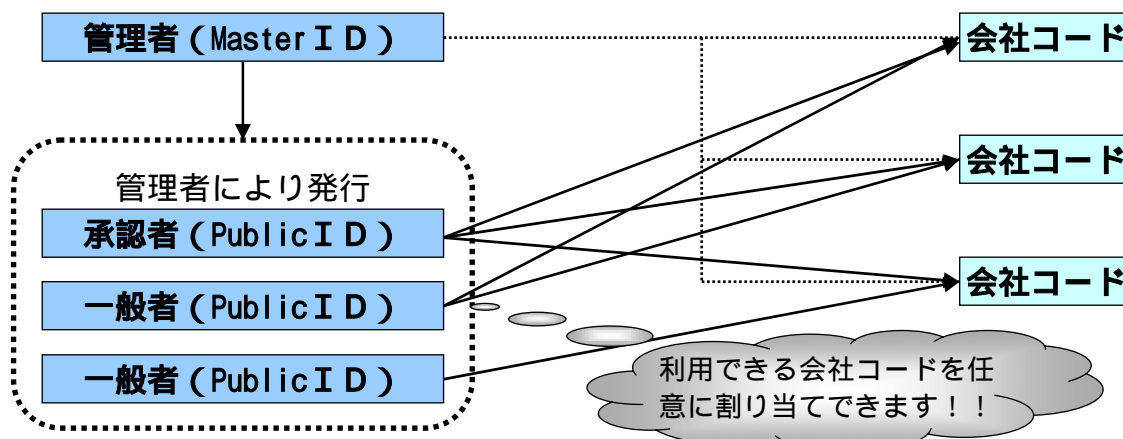 管理者(MasterID)
会社コード
会社コード
管理者により発行
承認者(PublicID)
会社コード
一般者(PublicID)
一般者(PublicID)
利用できる会社コードを任
意に割り当てできます!!